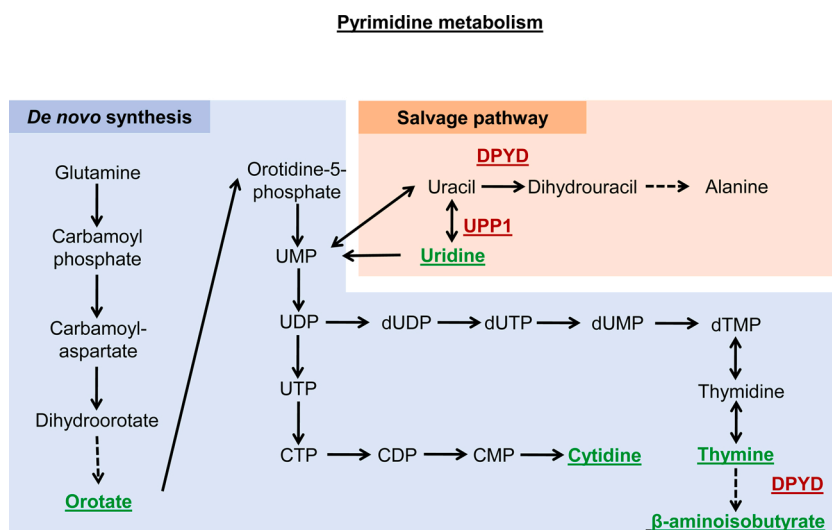 Pyrimidine metabolism
De novo synthesis
Glutamine
Carbamoyl
phosphate
Carbamoyl-
aspartate
Dihydroorotate
Orotate
Orotidine-5-
phosphate
UMP
UDP
dUDP
dUTP
dUMP
dTMP
UTP
CTP
CDP
CMP
Cytidine
Thymidine
Thymine
DPYD
β-aminoisobutyrate
Salvage pathway
DPYD
Uracil
Dihydrouracil
Alanine
UPP1
Uridine